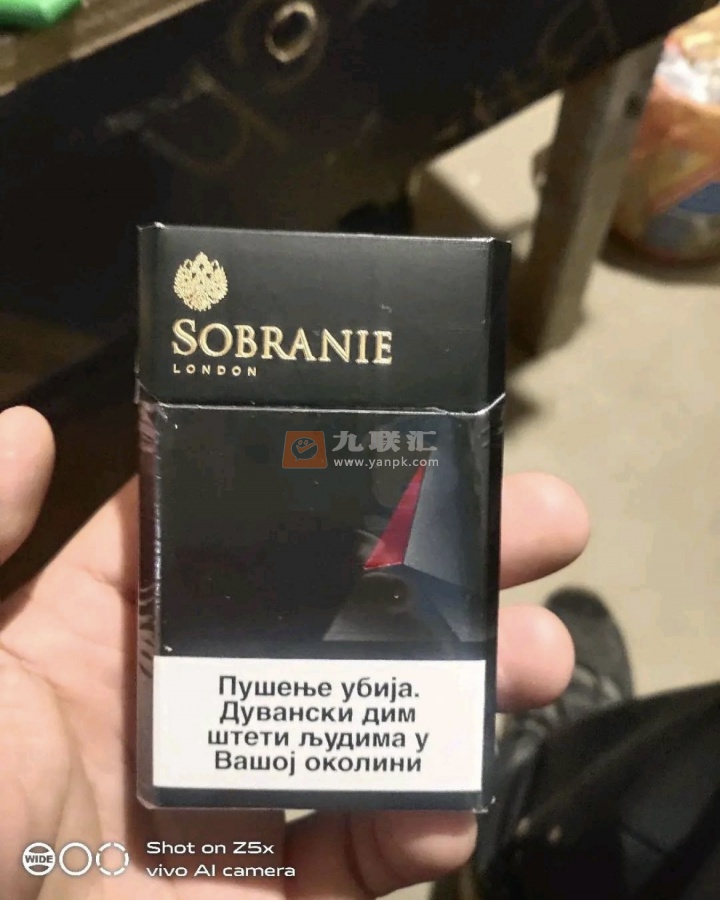 SOBRANIE
LONDON
九联汇
www.yanpk.com
Пушење убија.
Дувански дим
штети људима у
Вашој околини
WIDE
Shot on Z5x
vivo AI camera